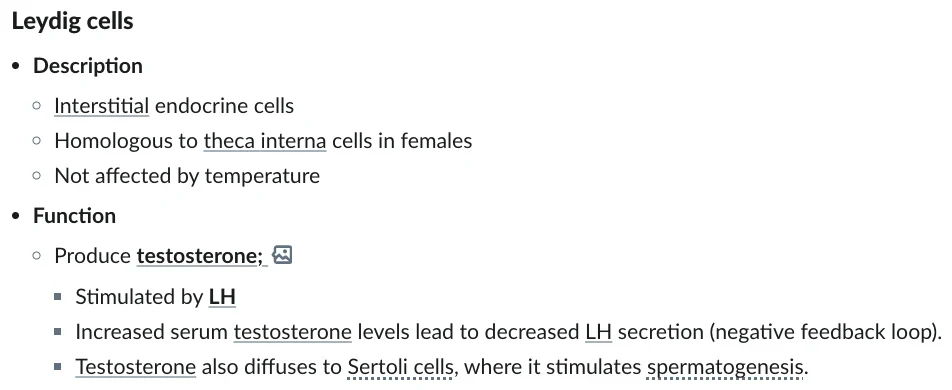 Leydig cells
Description
Interstitial endocrine cells
Homologous to theca interna cells in females
Not affected by temperature
Function
Produce testosterone;
Stimulated by LH
Increased serum testosterone levels lead to decreased LH secretion (negative feedback loop).
Testosterone also diffuses to Sertoli cells, where it stimulates spermatogenesis.